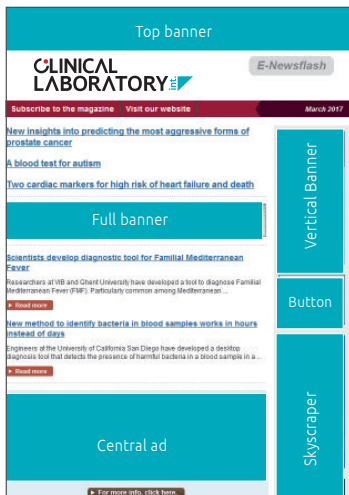 Top banner
CLINICAL
LABORATORY int.
E-Newsflash
Subscribe to the magazine Visit our website March 2017
New insights into predicting the most aggressive forms of
prostate cancer
A blood test for autism
Two cardiac markers for high risk of heart failure and death
Full banner
Scientists develop diagnostic tool for Familial Mediterranean
Fever
Researchers at VIB and Ghent University have developed a tool to diagnose Familial
Mediterranean Fever (FMF). Particularly common among Mediterranean ...
Read more
New method to identify bacteria in blood samples works in hours
instead of days
Engineers at the University of California San Diego have developed a desktop
diagnosis tool that detects the presence of harmful bacteria in a blood sample in a ...
Read more
Central ad
For more info, click here.
Vertical Banner
Button
Skyscraper